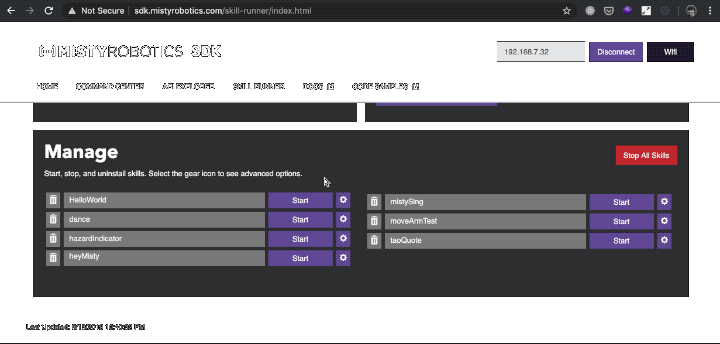 Not Secure | sdk.mistyrobotics.com/skill-runner/index.html
MISTYROBOTICS SDK
192.168.7.32
Disconnect
Wifi
HOME
COMMAND CENTER
API EXPLORER
SKILL RUNNER
DOCS
CODE SAMPLES
Manage
Start, stop, and uninstall skills. Select the gear icon to see advanced options.
Stop All Skills
HelloWorld Start
dance Start
hazardIndicator Start
heyMisty Start
mistySing Start
moveArmTest Start
taoQuote Start
Last Updated: